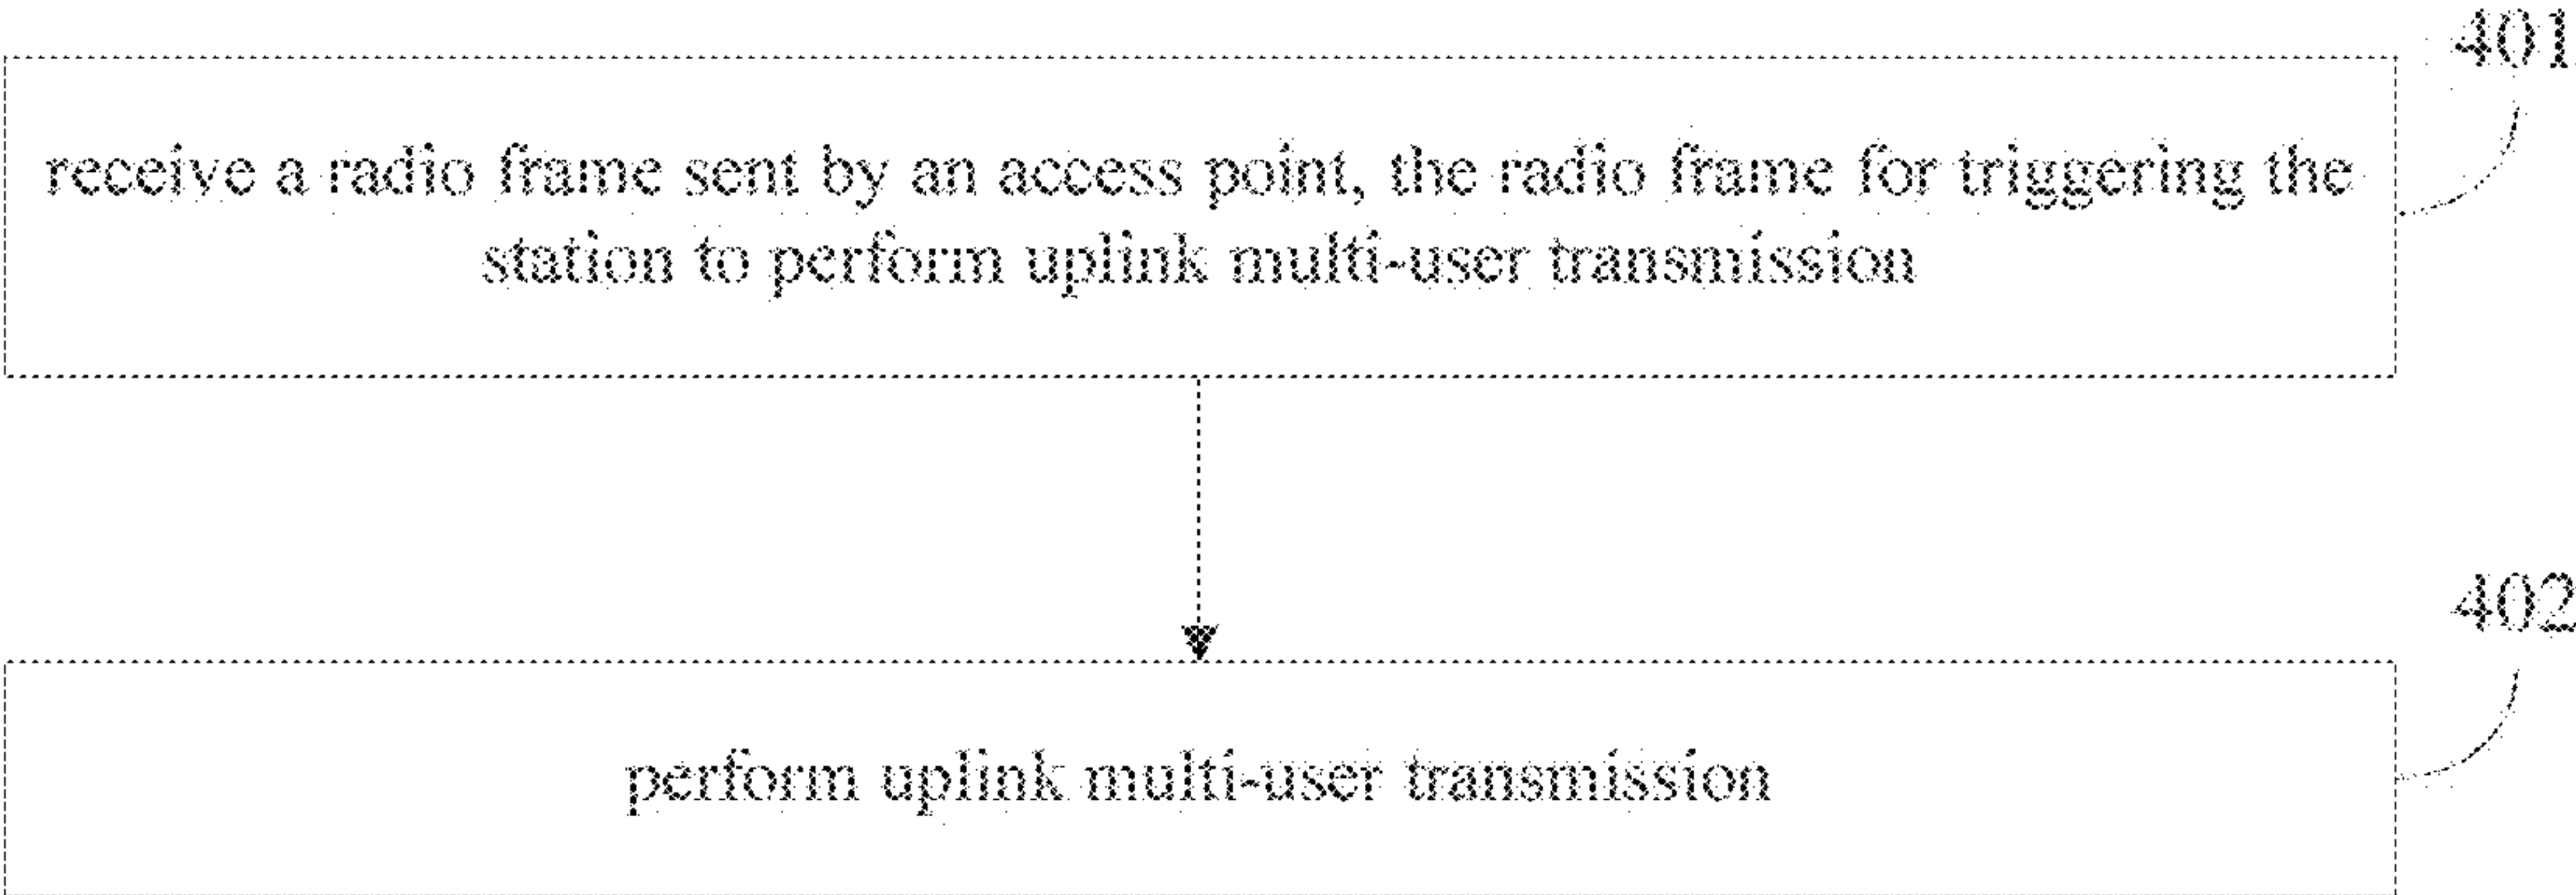 401
receive a radio frame sent by an access point, the radio frame for triggering the
station to perform uplink multi-user transmission
402
perform uplink multi-user transmission